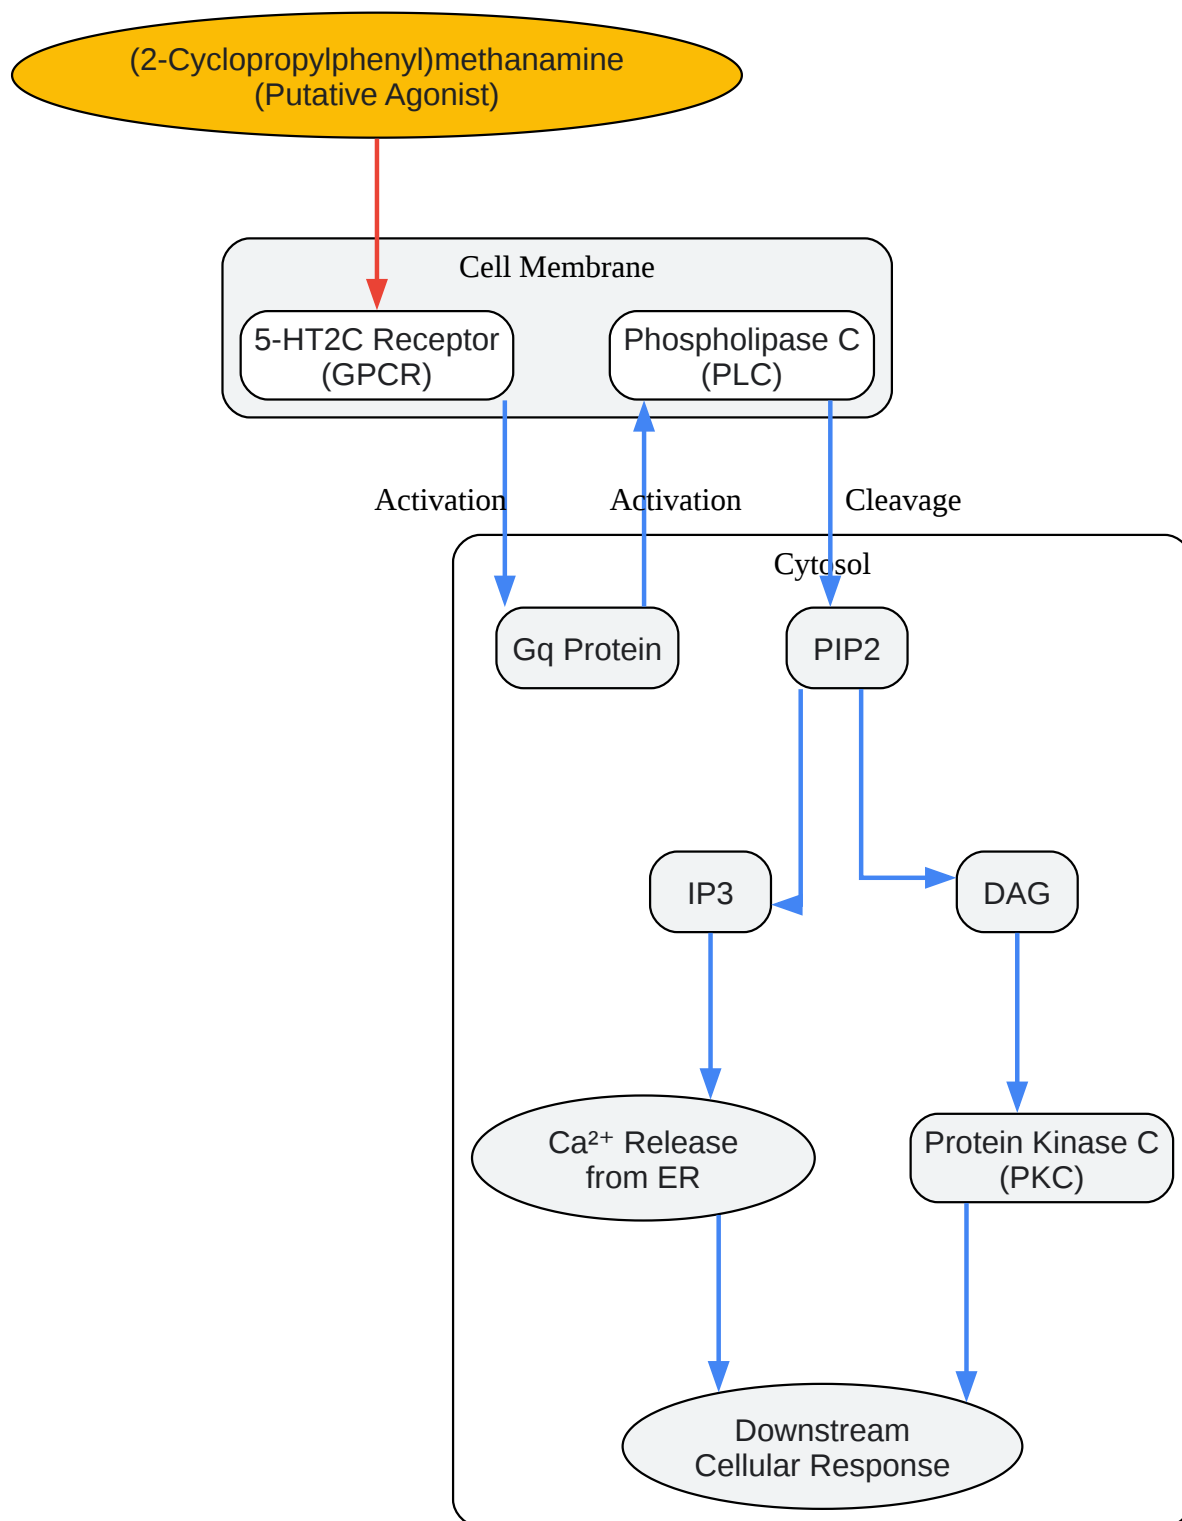 (2-Cyclopropylphenyl)methanamine
(Putative Agonist)
Cell Membrane
5-HT2C Receptor
(GPCR)
Phospholipase C
(PLC)
Activation
Activation
Cleavage
Cytosol
Gq Protein
PIP2
IP3
DAG
Ca²⁺ Release
from ER
Protein Kinase C
(PKC)
Downstream
Cellular Response